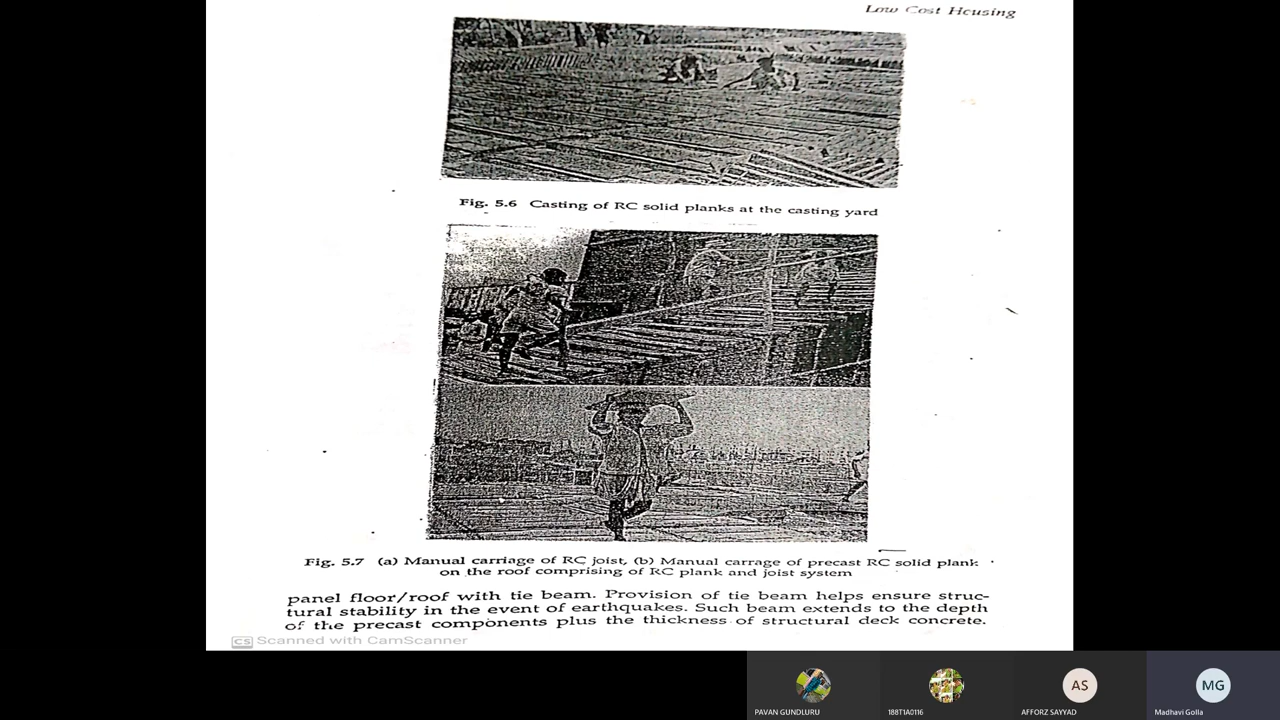 Low Cost Housing
Fig. 5.6 Casting of RC solid planks at the casting yard
Fig. 5.7 (a) Manual carriage of RC joist, (b) Manual carrage of precast RC solid plank
on the roof comprising of RC plank and joist system
panel floor/roof with tie beam. Provision of tie beam helps ensure struc-
tural stability in the event of earthquakes. Such beam extends to the depth
of the precast components plus the thickness of structural deck concrete.
CS Scanned with CamScanner
AS
MG
PAVAN GUNDLURU
188T1A0116
AFFORZ SAYYAD
Madhavi Golla